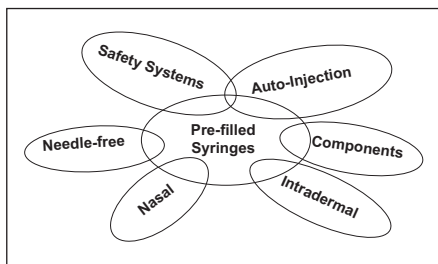 Safety Systems
Auto-Injection
Needle-free
Pre-filled
Syringes
Components
Nasal
Intradermal